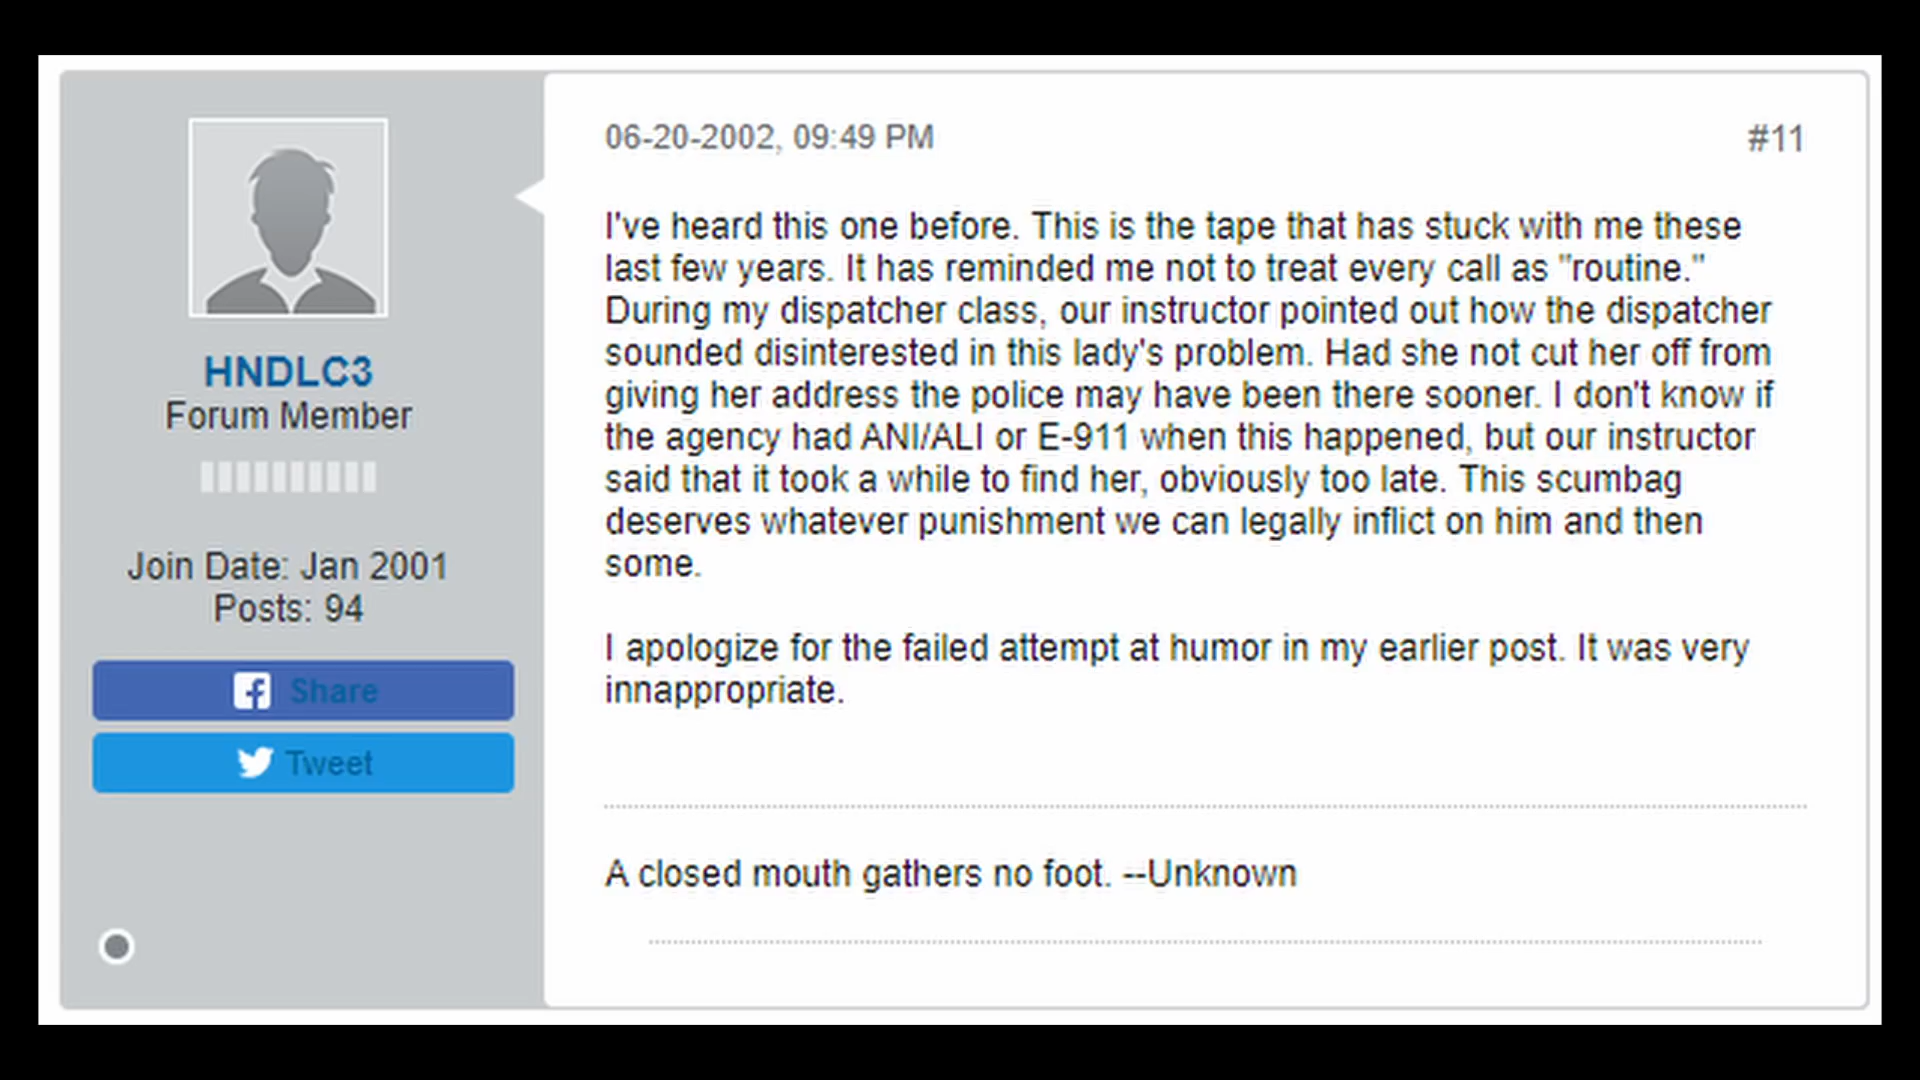 06-20-2002, 09:49 PM
#11
I've heard this one before. This is the tape that has stuck with me these
last few years. It has reminded me not to treat every call as "routine."
During my dispatcher class, our instructor pointed out how the dispatcher
sounded disinterested in this lady's problem. Had she not cut her off from
giving her address the police may have been there sooner. I don't know if
the agency had ANI/ALI or E-911 when this happened, but our instructor
said that it took a while to find her, obviously too late. This scumbag
deserves whatever punishment we can legally inflict on him and then
some.
I apologize for the failed attempt at humor in my earlier post. It was very
innappropriate.
A closed mouth gathers no foot. --Unknown
HNDLC3
Forum Member
Join Date: Jan 2001
Posts: 94
Share
Tweet